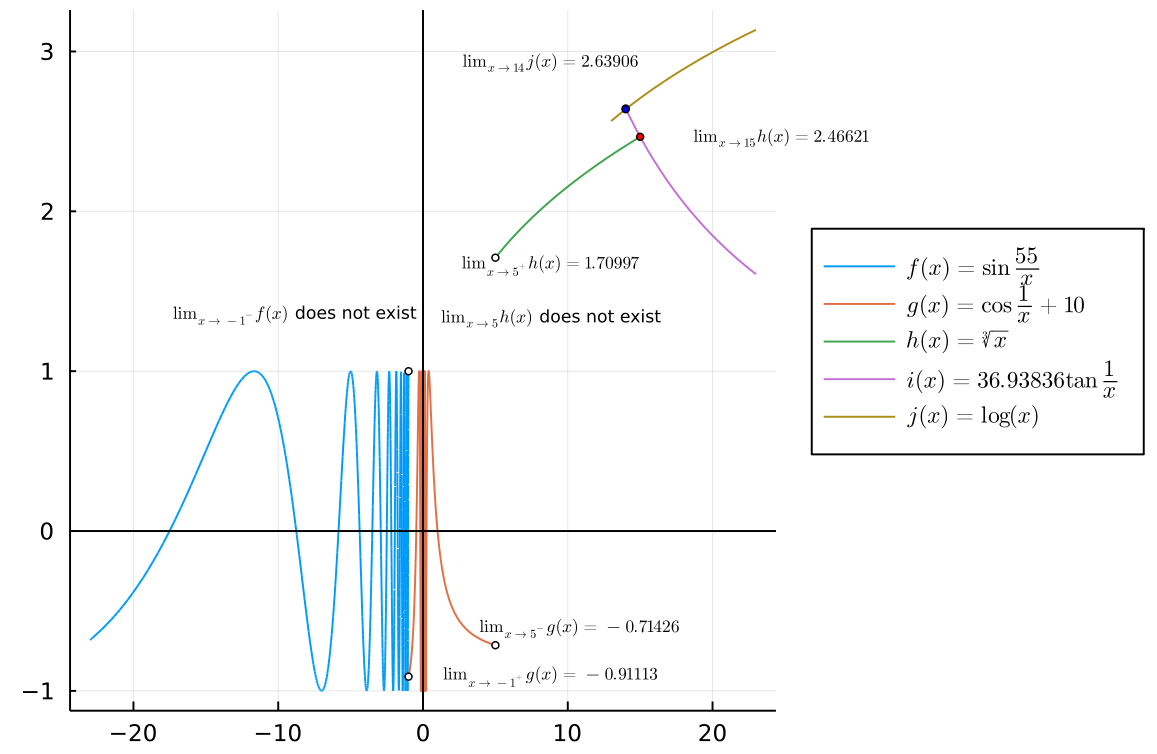 3
lim_{x→14} j(x) = 2.63906
lim_{x→15} h(x) = 2.46621
2
lim_{x→5⁺} h(x) = 1.70997
lim_{x→−1⁻} f(x) does not exist
lim_{x→5} h(x) does not exist
f(x) = sin 55/x
g(x) = cos 1/x + 10
h(x) = ∛x
i(x) = 36.93836tan 1/x
j(x) = log(x)
1
0
lim_{x→5⁻} g(x) = −0.71426
lim_{x→−1⁺} g(x) = −0.91113
−1
−20 −10 0 10 20